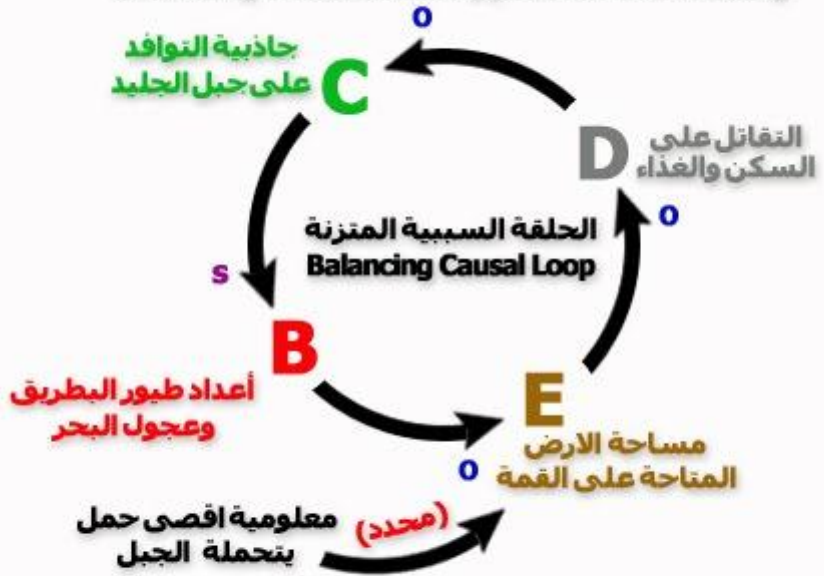 O
جاذبية التوافد
على جبل الجليد
C
D
التقاتل على
السكن والغذاء
O
الحلقة السببية المتزنة
Balancing Causal Loop
S
B
أعداد طيور البطريق
وعجول البحر
E
مساحة الارض
المتاحة على القمة
O
معلومية اقصى حمل
يتحملة الجبل
(محدد)